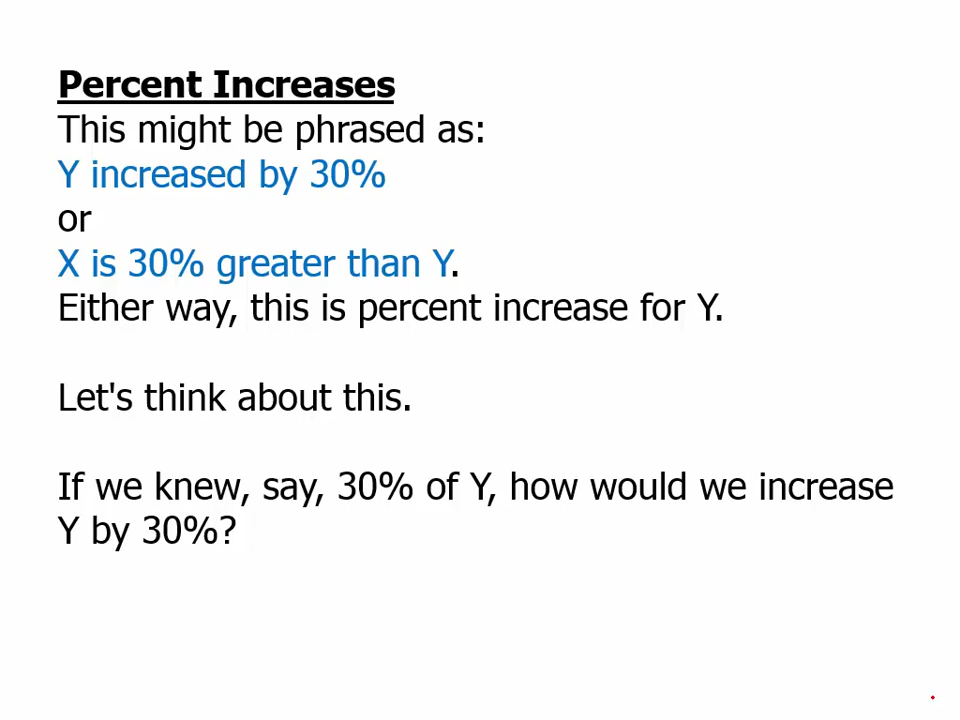 Percent Increases
This might be phrased as:
Y increased by 30%
or
X is 30% greater than Y.
Either way, this is percent increase for Y.
Let's think about this.
If we knew, say, 30% of Y, how would we increase
Y by 30%?